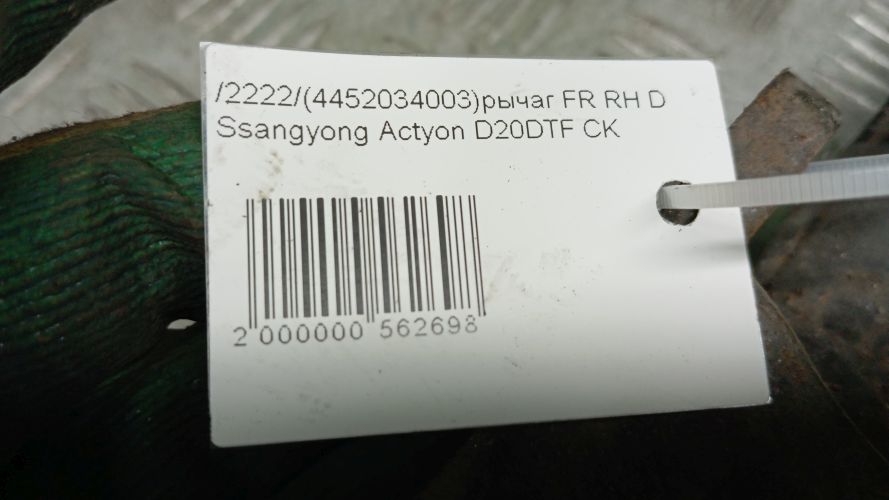 /2222/(4452034003)рычаг FR RH D
Ssangyong Actyon D20DTF CK
2 000000 562698